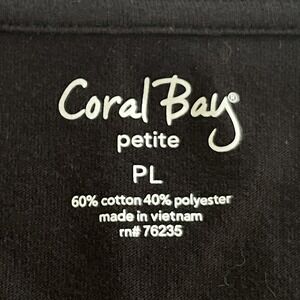 Coral Bay®
petite
PL
60% cotton 40% polyester
made in vietnam
rn# 76235